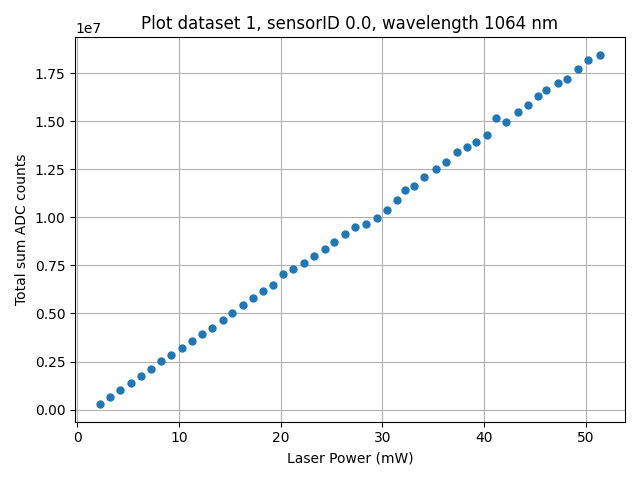 Plot dataset 1, sensorID 0.0, wavelength 1064 nm
1e7
1.75
1.50
1.25
1.00
0.75
0.50
0.25
0.00
Total sum ADC counts
0 10 20 30 40 50
Laser Power (mW)